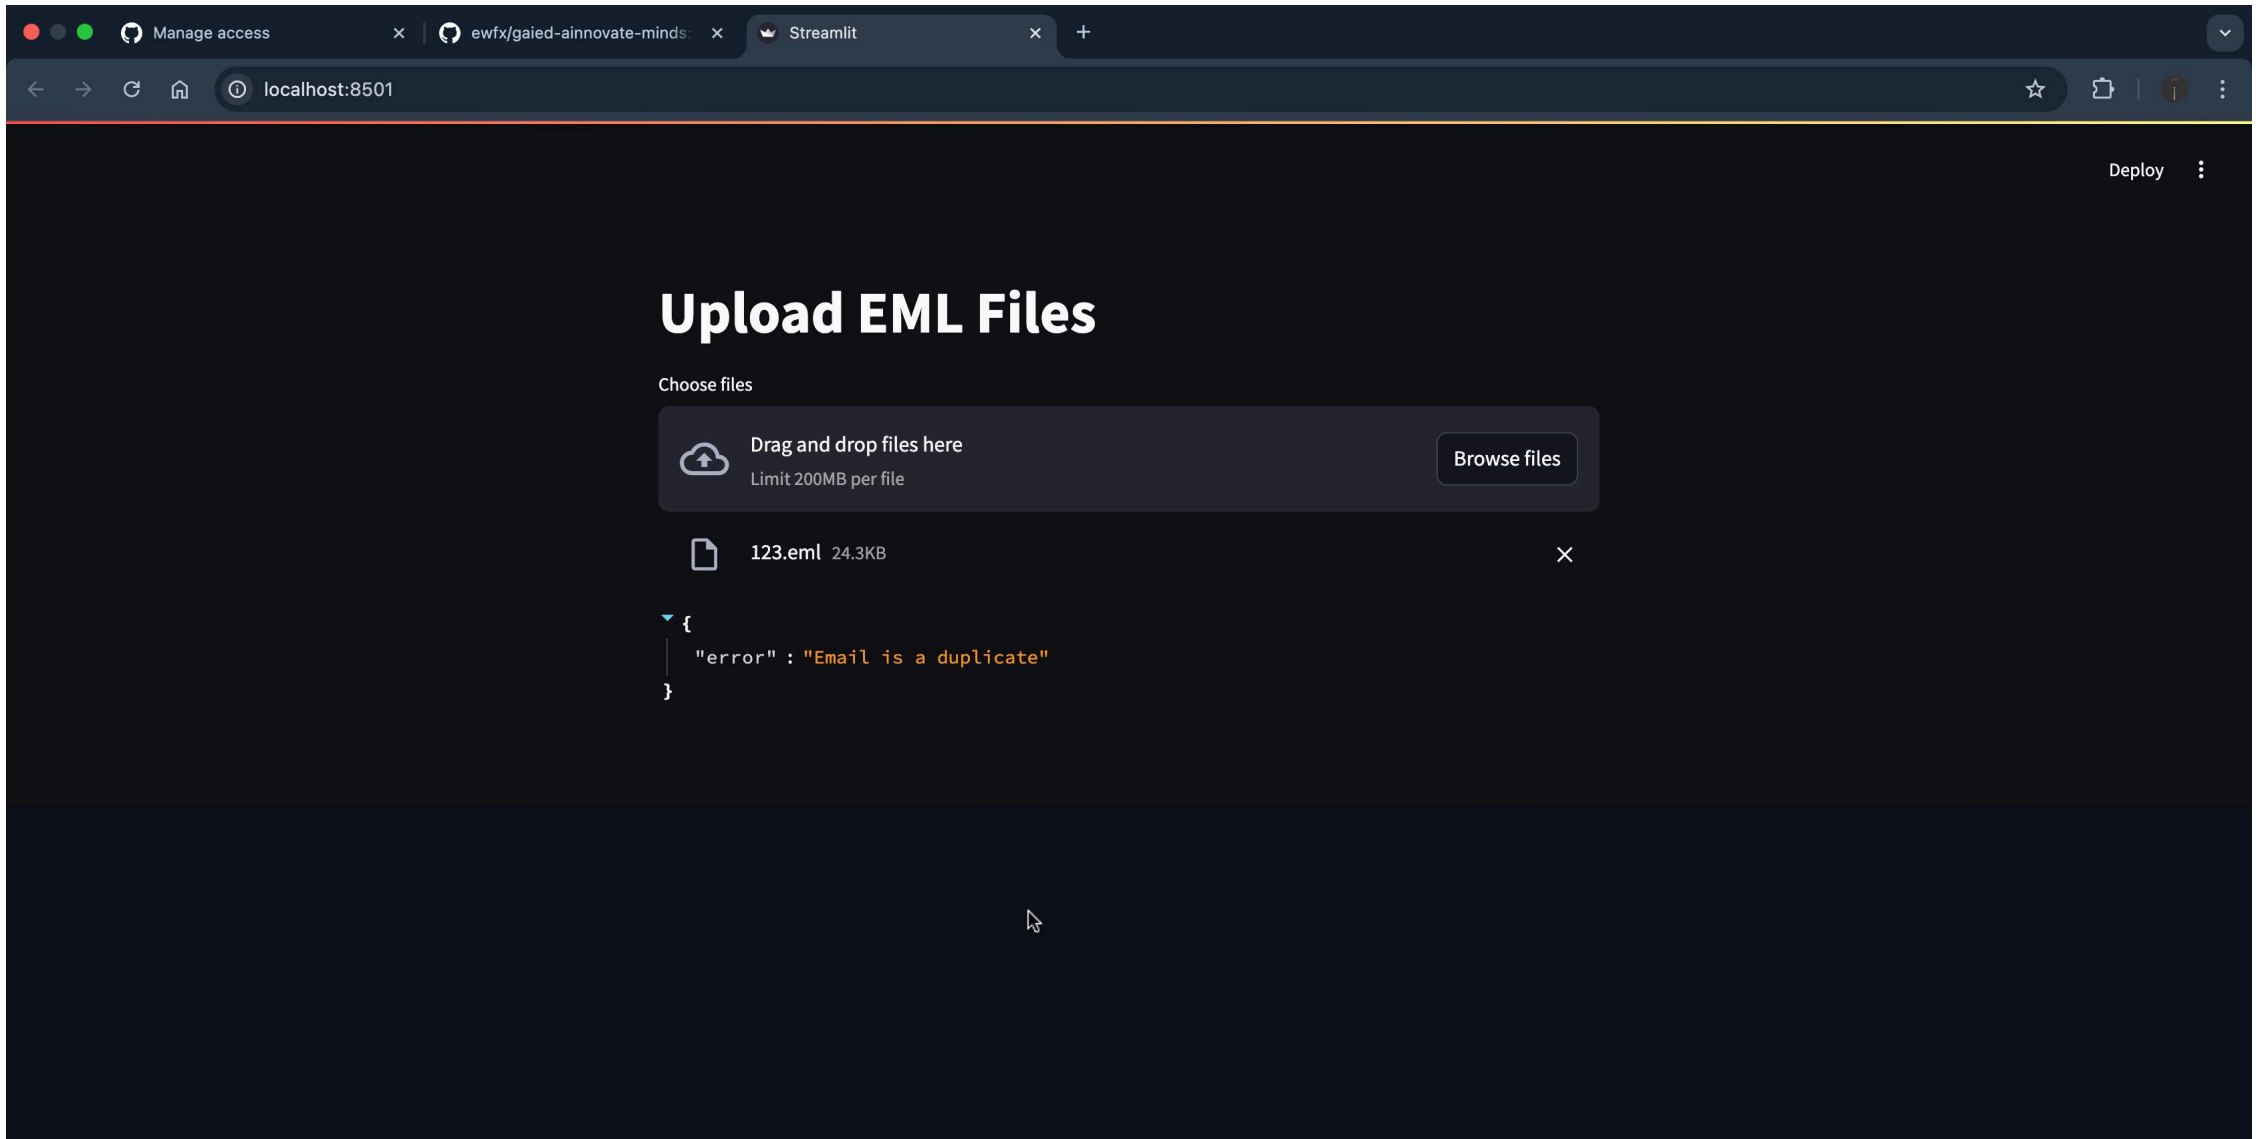 Manage access
ewfx/gaied-ainnovate-minds:
Streamlit
localhost:8501
Deploy
Upload EML Files
Choose files
Drag and drop files here
Limit 200MB per file
Browse files
123.eml 24.3KB
{
"error" : "Email is a duplicate"
}